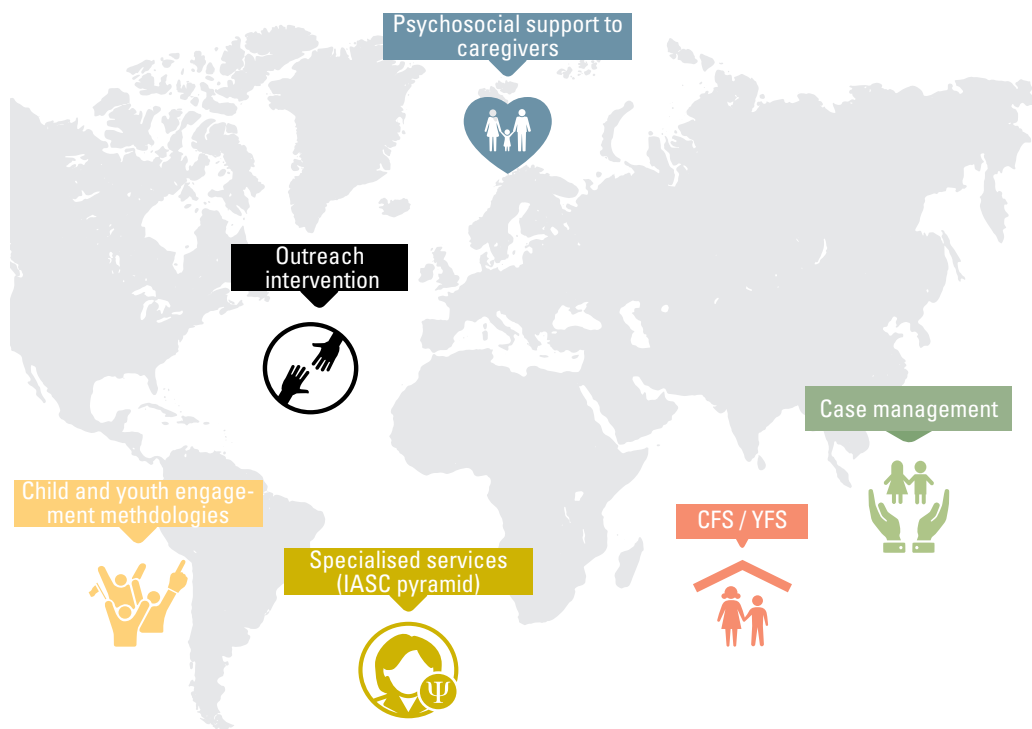 Psychosocial support to
caregivers
Outreach
intervention
Case management
Child and youth engage-
ment methdologies
CFS / YFS
Specialised services
(IASC pyramid)
Ψ